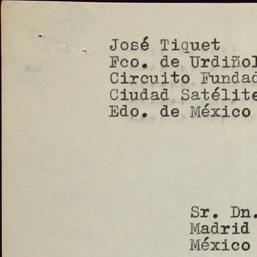 José Tiquet
Fco. de Urdiñol
Circuito Fundad
Ciudad Satélite
Edo. de México
Sr. Dn.
Madrid
México